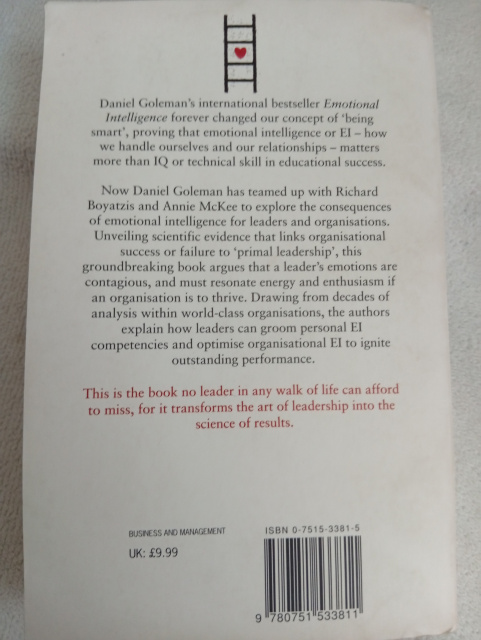 Daniel Goleman's international bestseller Emotional
Intelligence forever changed our concept of 'being
smart', proving that emotional intelligence or EI – how
we handle ourselves and our relationships – matters
more than IQ or technical skill in educational success.
Now Daniel Goleman has teamed up with Richard
Boyatzis and Annie McKee to explore the consequences
of emotional intelligence for leaders and organisations.
Unveiling scientific evidence that links organisational
success or failure to 'primal leadership', this
groundbreaking book argues that a leader's emotions are
contagious, and must resonate energy and enthusiasm if
an organisation is to thrive. Drawing from decades of
analysis within world-class organisations, the authors
explain how leaders can groom personal EI
competencies and optimise organisational EI to ignite
outstanding performance.
This is the book no leader in any walk of life can afford
to miss, for it transforms the art of leadership into the
science of results.
BUSINESS AND MANAGEMENT
UK: £9.99
ISBN 0-7515-3381-5
9 780751 533811